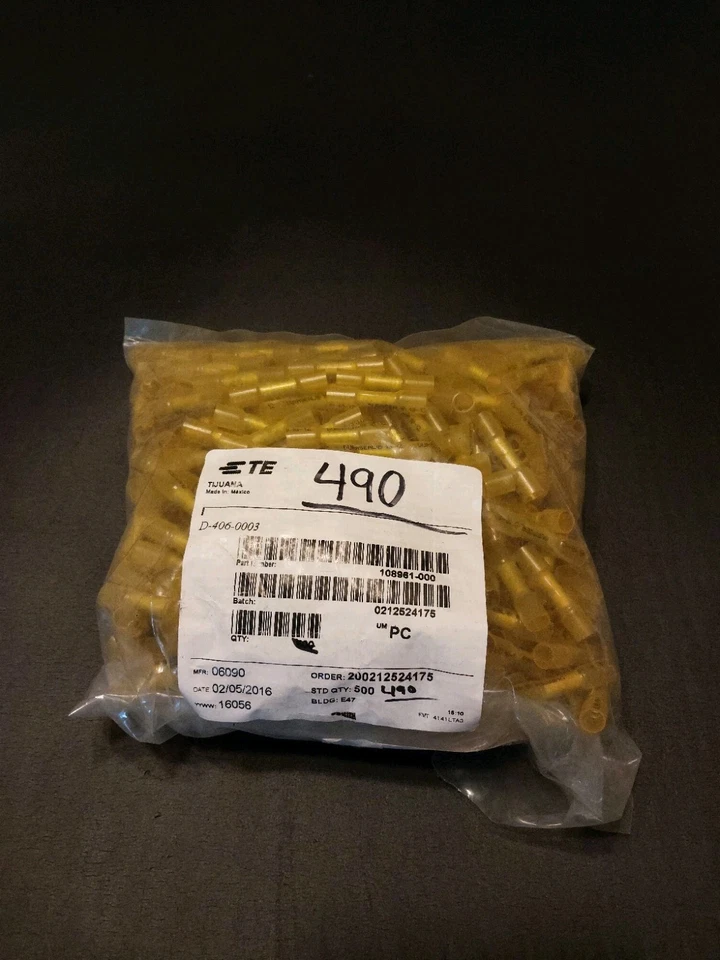 TE
490
TIJUANA
Made In: Mexico
D-406-0003
Part Number:
108961-000
Batch:
0212524175
QTY:
UM PC
MFR: 06090
ORDER: 200212524175
DATE 02/05/2016
STD QTY: 500 490
BLDG: E47
16056